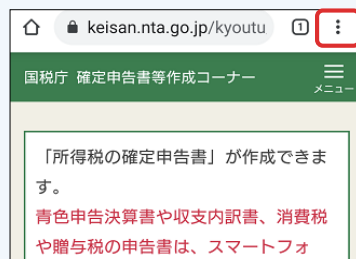 keisan.nta.go.jp/kyoutu 1
国税庁 確定申告書等作成コーナー
メニュー
「所得税の確定申告書」が作成できま
す。
青色申告決算書や収支内訳書、消費税
や贈与税の申告書は、スマートフォ